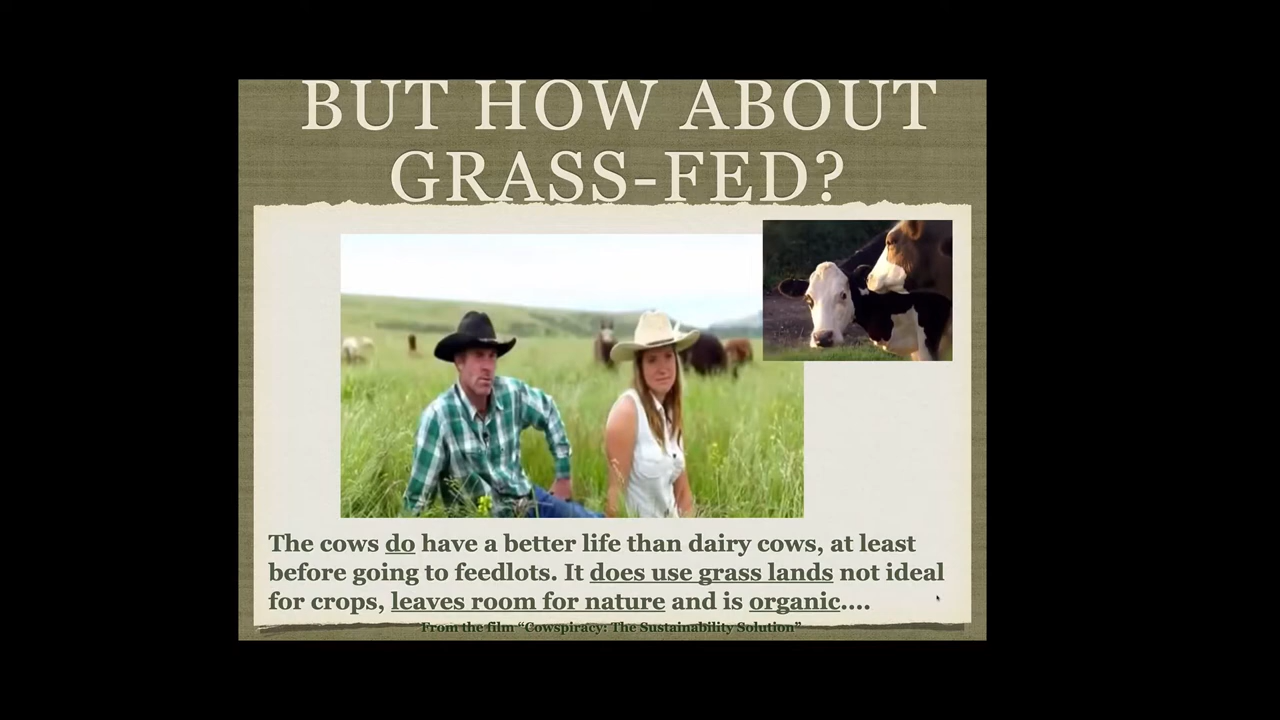 BUT HOW ABOUT
GRASS-FED?
The cows do have a better life than dairy cows, at least
before going to feedlots. It does use grass lands not ideal
for crops, leaves room for nature and is organic....
From the film “Cowspiracy: The Sustainability Solution”